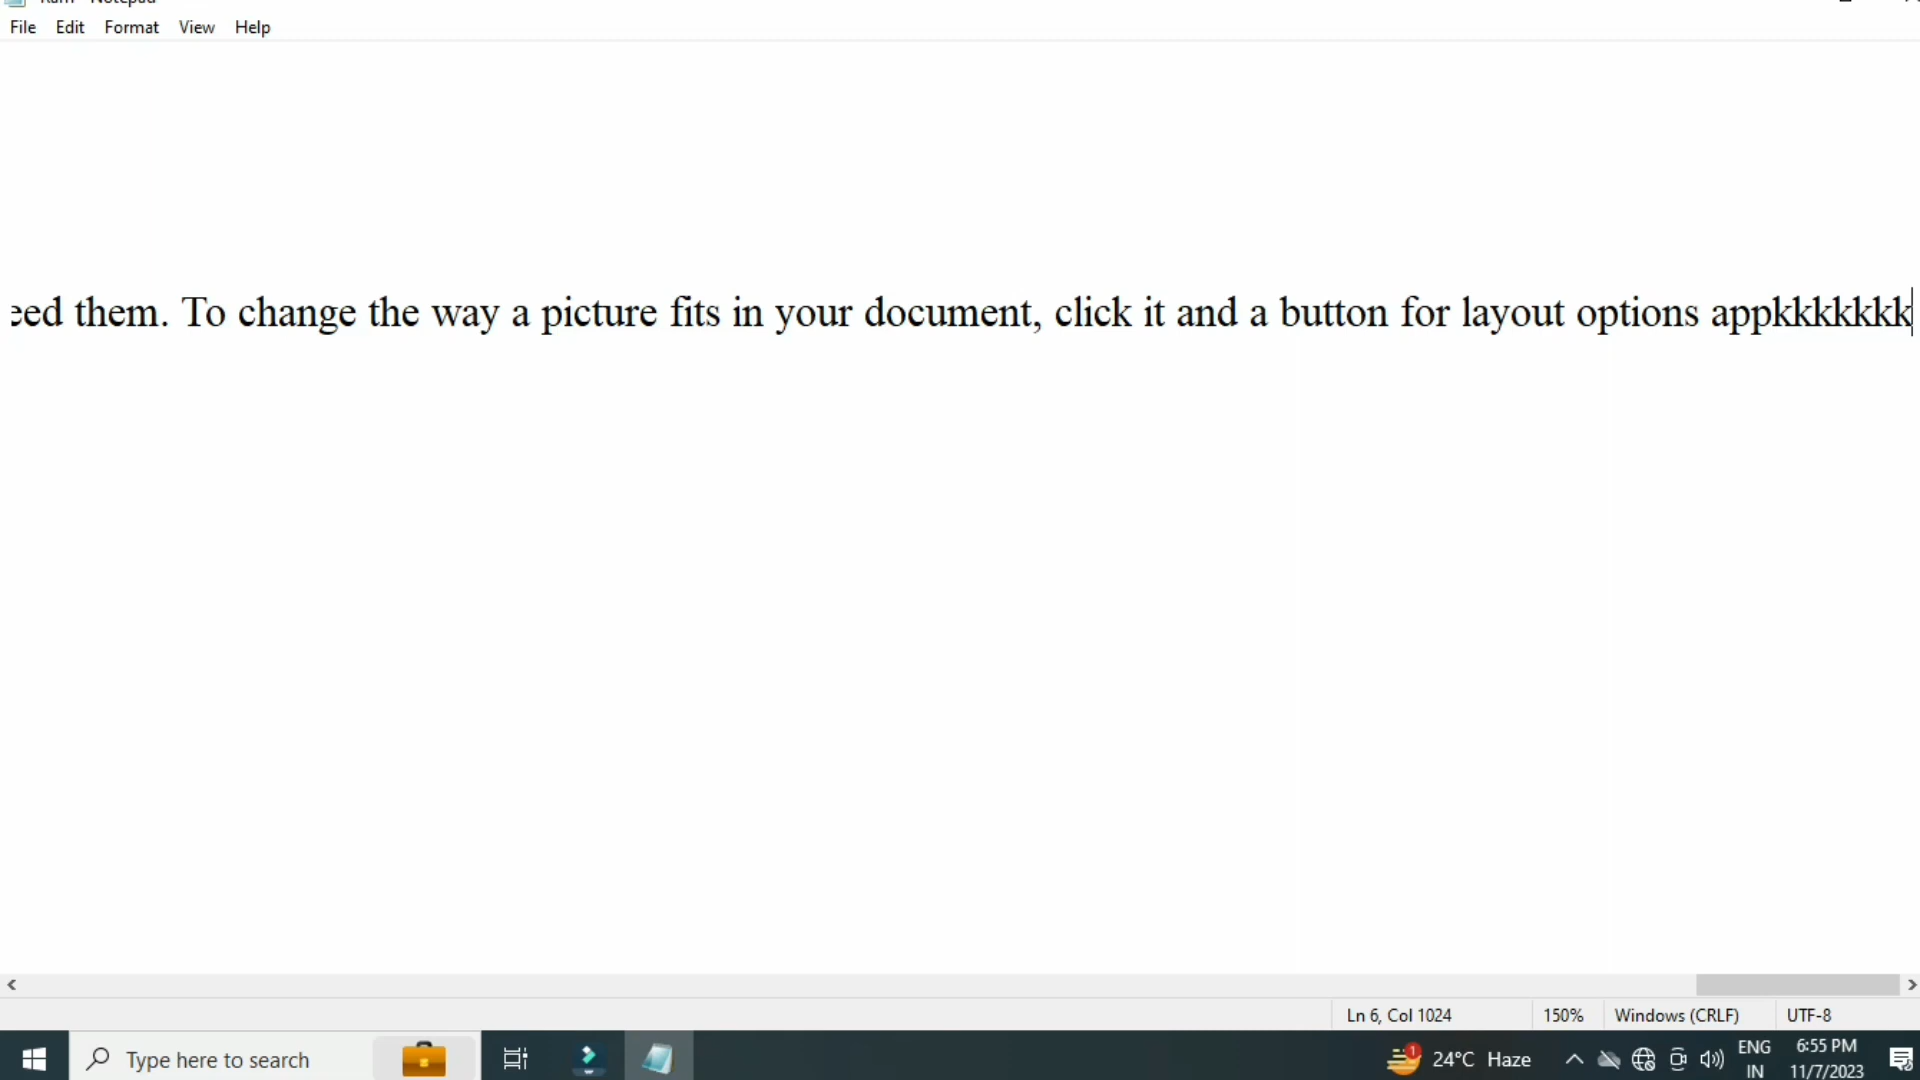 File Edit Format View Help
eed them. To change the way a picture fits in your document, click it and a button for layout options appkkkkkkk
Ln 6, Col 1024 150% Windows (CRLF) UTF-8
Type here to search 1 24°C Haze ENG 6:55 PM
IN 11/7/2023